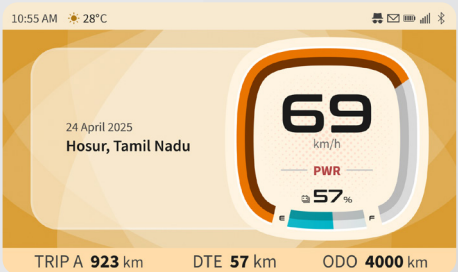 10:55 AM 28°C
24 April 2025
Hosur, Tamil Nadu
69
km/h
PWR
57%
E F
TRIP A 923 km DTE 57 km ODO 4000 km